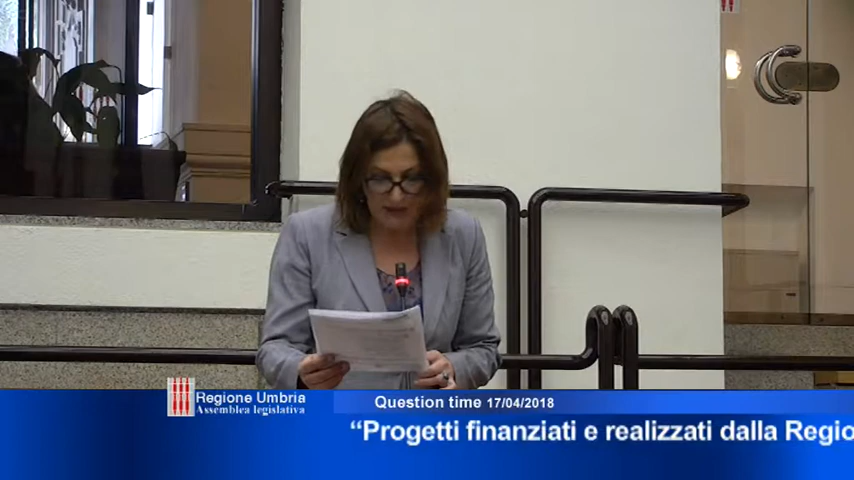 Regione Umbria
Assemblea legislativa
Question time 17/04/2018
“Progetti finanziati e realizzati dalla Regio